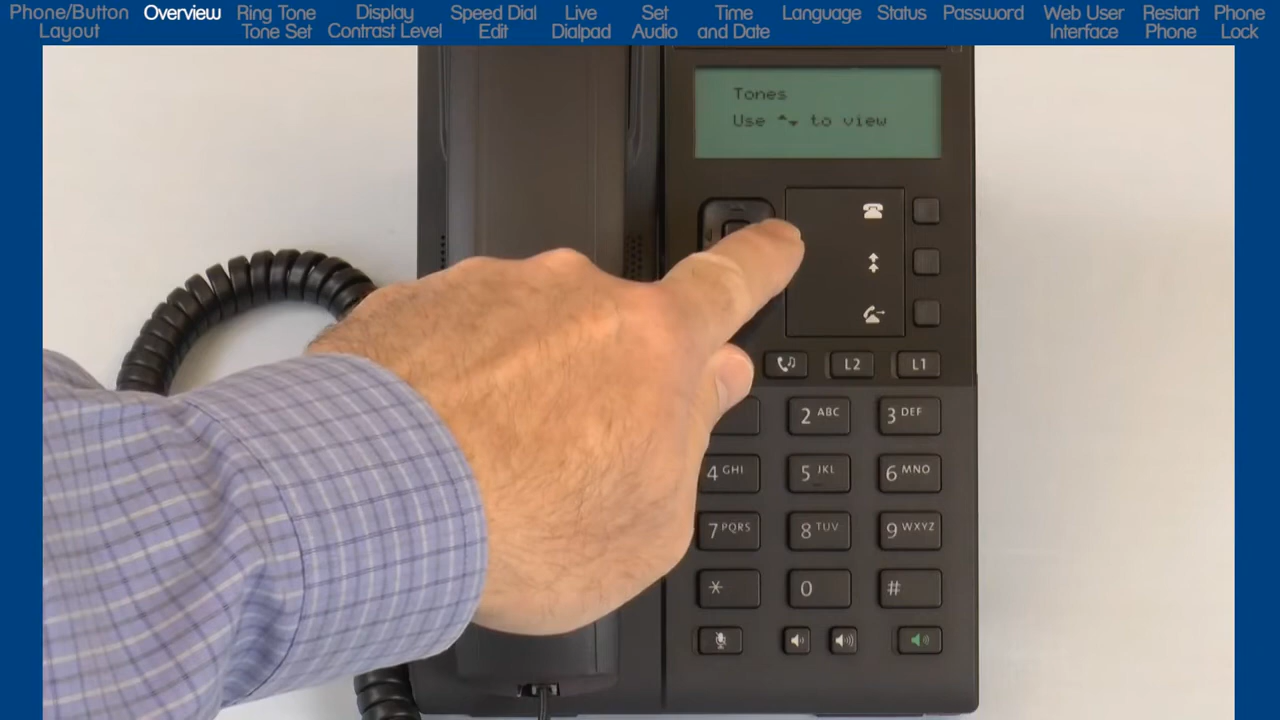 Phone/Button Layout
Overview
Ring Tone Tone Set
Display Contrast Level
Speed Dial Edit
Live Dialpad
Set Audio
Time and Date
Language
Status
Password
Web User Interface
Restart Phone
Phone Lock
Tones
Use to view
L2
L1
2 ABC
3 DEF
4 GHI
5 JKL
6 MNO
7 PQRS
8 TUV
9 WXYZ
* 0 #